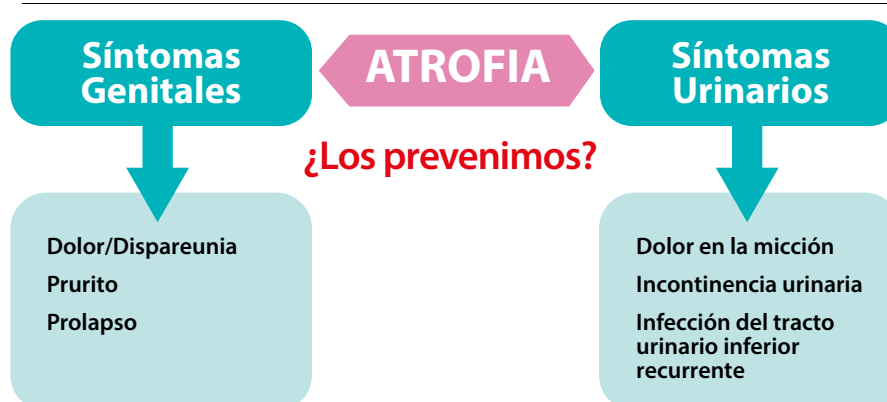 Síntomas
Genitales
ATROFIA
Síntomas
Urinarios
¿Los prevenimos?
Dolor/Dispareunia
Prurito
Prolapso
Dolor en la micción
Incontinencia urinaria
Infección del tracto
urinario inferior
recurrente